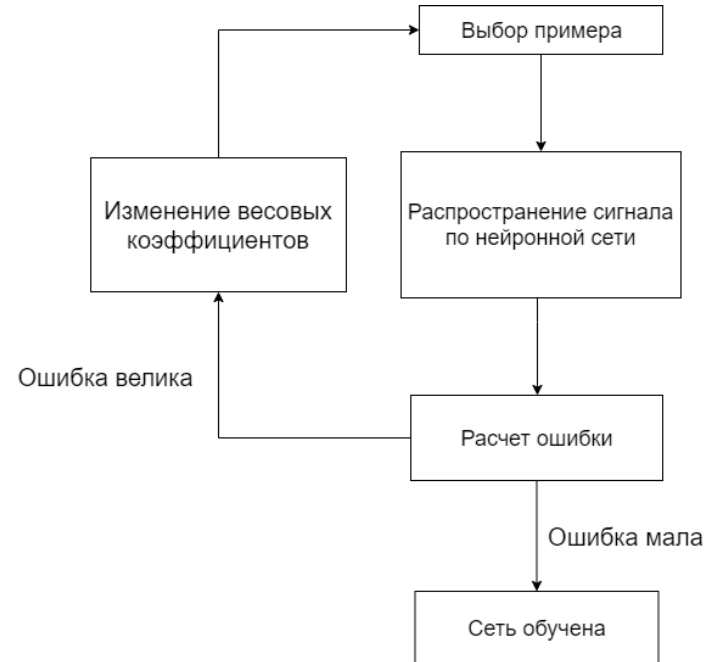 Выбор примера
Изменение весовых
коэффициентов
Распространение сигнала
по нейронной сети
Ошибка велика
Расчет ошибки
Ошибка мала
Сеть обучена